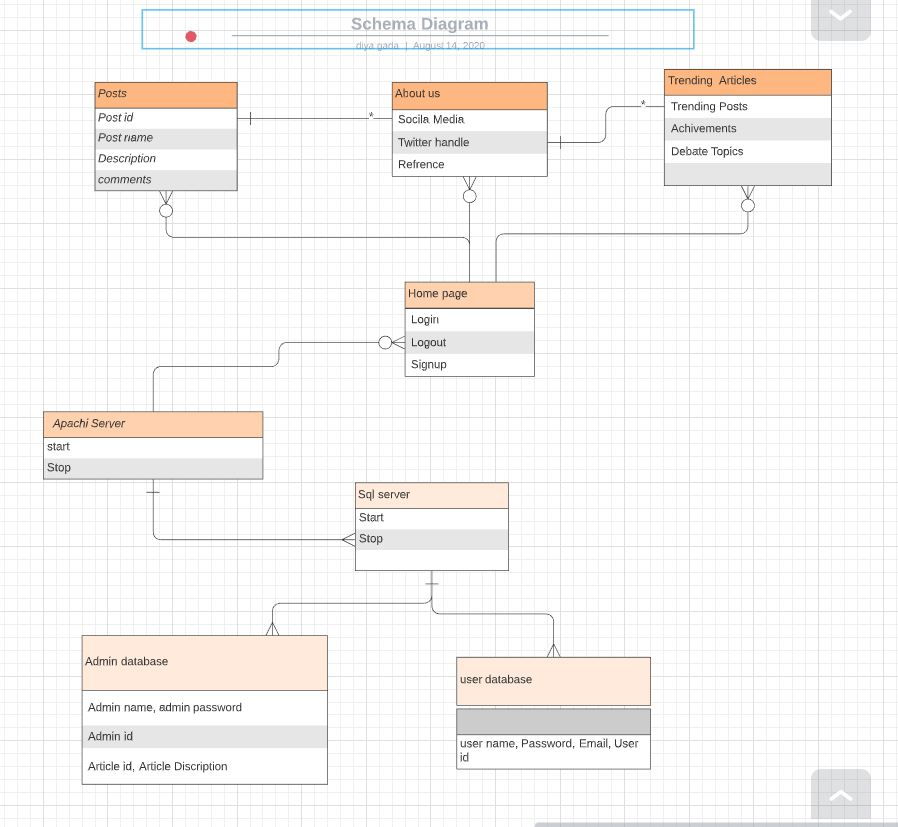 Schema Diagram
diya gada | August 14, 2020
Posts
Post id
Post name
Description
comments
*
About us
Socila Media
Twitter handle
Refrence
*
Trending Articles
Trending Posts
Achivements
Debate Topics
Home page
Login
Logout
Signup
Apachi Server
start
Stop
Sql server
Start
Stop
Admin database
Admin name, admin password
Admin id
Article id, Article Discription
user database
user name, Password, Email, User
id